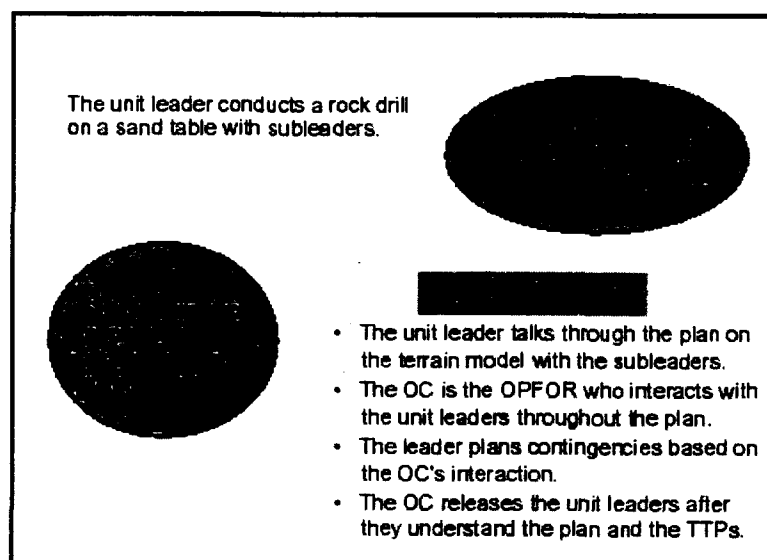 The unit leader conducts a rock drill
on a sand table with subleaders.
• The unit leader talks through the plan on
the terrain model with the subleaders.
• The OC is the OPFOR who interacts with
the unit leaders throughout the plan.
• The leader plans contingencies based on
the OC's interaction.
• The OC releases the unit leaders after
they understand the plan and the TTPs.